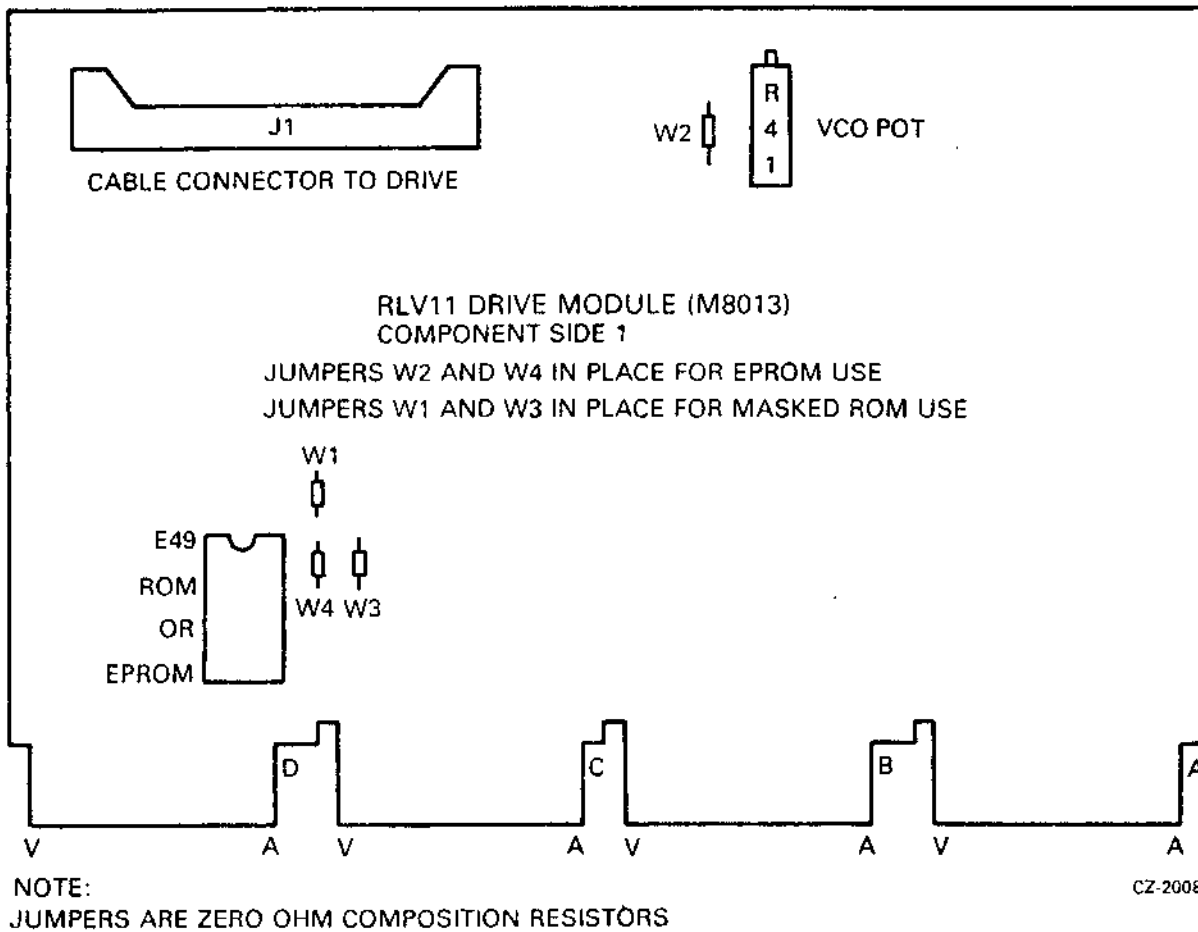 J1
CABLE CONNECTOR TO DRIVE
W2
R
4
1
VCO POT
RLV11 DRIVE MODULE (M8013)
COMPONENT SIDE 1
JUMPERS W2 AND W4 IN PLACE FOR EPROM USE
JUMPERS W1 AND W3 IN PLACE FOR MASKED ROM USE
W1
E49
ROM
OR
EPROM
W4 W3
D C B A
V A V A V A V A
NOTE:
JUMPERS ARE ZERO OHM COMPOSITION RESISTORS
CZ-2008